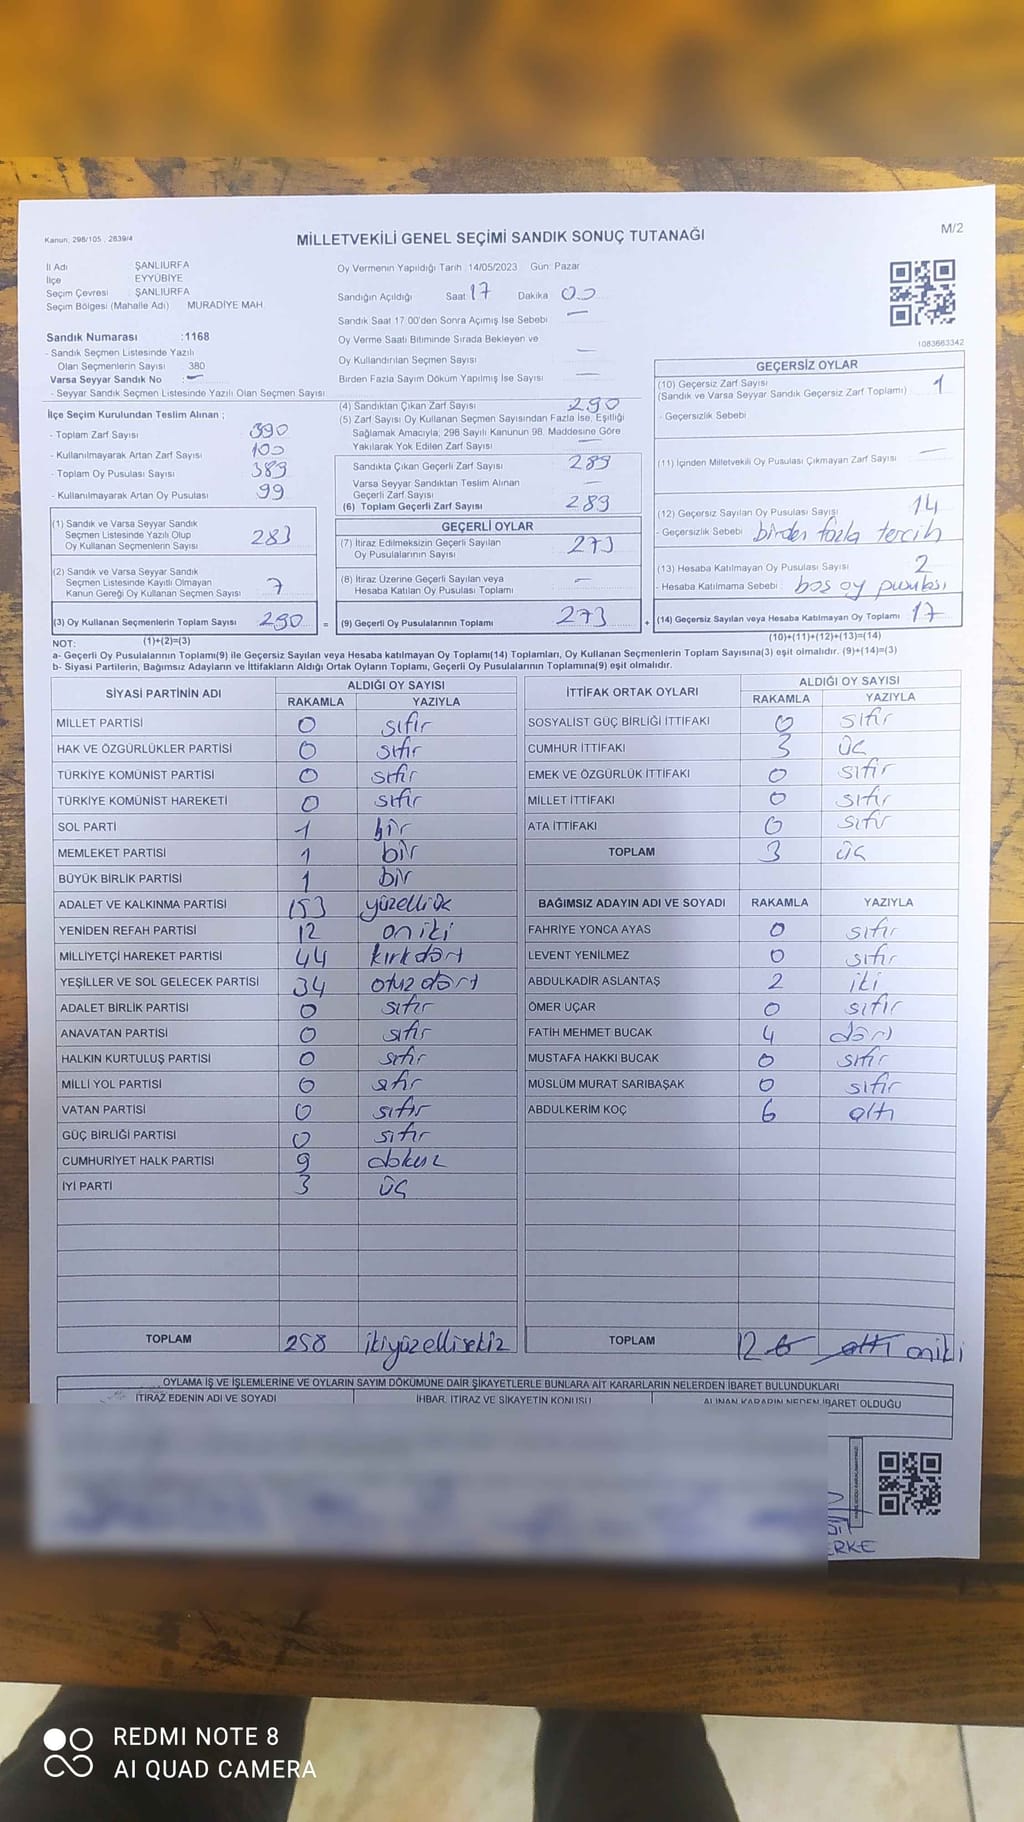 Kanun: 298/105 ; 2839/4
MİLLETVEKİLİ GENEL SEÇİMİ SANDIK SONUÇ TUTANAĞI
M/2
İl Adı ŞANLIURFA
İlçe EYYÜBİYE
Seçim Çevresi : ŞANLIURFA
Seçim Bölgesi (Mahalle Adı) MURADİYE MAH
Sandık Numarası :1168
- Sandık Seçmen Listesinde Yazılı
Olan Seçmenlerin Sayısı 380
Varsa Seyyar Sandık No : —
- Seyyar Sandık Seçmen Listesinde Yazılı Olan Seçmen Sayısı
Oy Vermenin Yapıldığı Tarih : 14/05/2023 Gün: Pazar
Sandığın Açıldığı Saat 17 Dakika 00
Sandık Saat 17:00'den Sonra Açımış İse Sebebi —
Oy Verme Saati Bitiminde Sırada Bekleyen ve
Oy Kullandırılan Seçmen Sayısı —
Birden Fazla Sayım Döküm Yapılmış İse Sayısı —
1083663342
İlçe Seçim Kurulundan Teslim Alınan ;
- Toplam Zarf Sayısı 390
- Kullanılmayarak Artan Zarf Sayısı 100
- Toplam Oy Pusulası Sayısı 389
- Kullanılmayarak Artan Oy Pusulası 99
(1) Sandık ve Varsa Seyyar Sandık
Seçmen Listesinde Yazılı Olup
Oy Kullanan Seçmenlerin Sayısı 283
(2) Sandık ve Varsa Seyyar Sandık
Seçmen Listesinde Kayıtlı Olmayan
Kanun Gereği Oy Kullanan Seçmen Sayısı 7
(3) Oy Kullanan Seçmenlerin Toplam Sayısı 290 =
(1)+(2)=(3)
(4) Sandıktan Çıkan Zarf Sayısı 290
(5) Zarf Sayısı Oy Kullanan Seçmen Sayısından Fazla İse, Eşitliği
Sağlamak Amacıyla; 298 Sayılı Kanunun 98. Maddesine Göre
Yakılarak Yok Edilen Zarf Sayısı —
Sandıkta Çıkan Geçerli Zarf Sayısı 289
Varsa Seyyar Sandıktan Teslim Alınan
Geçerli Zarf Sayısı —
(6) Toplam Geçerli Zarf Sayısı 289
GEÇERLİ OYLAR
(7) İtiraz Edilmeksizin Geçerli Sayılan
Oy Pusulalarının Sayısı 273
(8) İtiraz Üzerine Geçerli Sayılan veya
Hesaba Katılan Oy Pusulası Toplamı —
(9) Geçerli Oy Pusulalarının Toplamı 273 +
GEÇERSİZ OYLAR
(10) Geçersiz Zarf Sayısı 1
(Sandık ve Varsa Seyyar Sandık Geçersiz Zarf Toplamı)
- Geçersizlik Sebebi
(11) İçinden Milletvekili Oy Pusulası Çıkmayan Zarf Sayısı —
(12) Geçersiz Sayılan Oy Pusulası Sayısı 14
- Geçersizlik Sebebi birden fazla tercih
(13) Hesaba Katılmayan Oy Pusulası Sayısı 2
- Hesaba Katılmama Sebebi : boş oy pusulası
(14) Geçersiz Sayılan veya Hesaba Katılmayan Oy Toplamı 17
(10)+(11)+(12)+(13)=(14)
NOT:
a- Geçerli Oy Pusulalarının Toplamı(9) ile Geçersiz Sayılan veya Hesaba katılmayan Oy Toplamı(14) Toplamları, Oy Kullanan Seçmenlerin Toplam Sayısına(3) eşit olmalıdır. (9)+(14)=(3)
b- Siyasi Partilerin, Bağımsız Adayların ve İttifakların Aldığı Ortak Oyların Toplamı, Geçerli Oy Pusulalarının Toplamına(9) eşit olmalıdır.
SİYASİ PARTİNİN ADI ALDIĞI OY SAYISI
RAKAMLA YAZIYLA
MİLLET PARTİSİ 0 sıfır
HAK VE ÖZGÜRLÜKLER PARTİSİ 0 sıfır
TÜRKİYE KOMÜNİST PARTİSİ 0 sıfır
TÜRKİYE KOMÜNİST HAREKETİ 0 sıfır
SOL PARTİ 1 bir
MEMLEKET PARTİSİ 1 bir
BÜYÜK BİRLİK PARTİSİ 1 bir
ADALET VE KALKINMA PARTİSİ 153 yüzelliüç
YENİDEN REFAH PARTİSİ 12 oniki
MİLLİYETÇİ HAREKET PARTİSİ 44 kırkdört
YEŞİLLER VE SOL GELECEK PARTİSİ 34 otuzdört
ADALET BİRLİK PARTİSİ 0 sıfır
ANAVATAN PARTİSİ 0 sıfır
HALKIN KURTULUŞ PARTİSİ 0 sıfır
MİLLİ YOL PARTİSİ 0 sıfır
VATAN PARTİSİ 0 sıfır
GÜÇ BİRLİĞİ PARTİSİ 0 sıfır
CUMHURİYET HALK PARTİSİ 9 dokuz
İYİ PARTİ 3 üç
TOPLAM 258 ikiyüzellisekiz
İTTİFAK ORTAK OYLARI ALDIĞI OY SAYISI
RAKAMLA YAZIYLA
SOSYALİST GÜÇ BİRLİĞİ İTTİFAKI 0 sıfır
CUMHUR İTTİFAKI 3 üç
EMEK VE ÖZGÜRLÜK İTTİFAKI 0 sıfır
MİLLET İTTİFAKI 0 sıfır
ATA İTTİFAKI 0 sıfır
TOPLAM 3 üç
BAĞIMSIZ ADAYIN ADI VE SOYADI RAKAMLA YAZIYLA
FAHRİYE YONCA AYAS 0 sıfır
LEVENT YENİLMEZ 0 sıfır
ABDULKADİR ASLANTAŞ 2 iki
ÖMER UÇAR 0 sıfır
FATİH MEHMET BUCAK 4 dört
MUSTAFA HAKKI BUCAK 0 sıfır
MÜSLÜM MURAT SARIBAŞAK 0 sıfır
ABDULKERİM KOÇ 6 altı
TOPLAM 12 6 altı oniki
OYLAMA İŞ VE İŞLEMLERİNE VE OYLARIN SAYIM DÖKÜMÜNE DAİR ŞİKAYETLERLE BUNLARA AİT KARARLARIN NELERDEN İBARET BULUNDUKLARI
İTİRAZ EDENİN ADI VE SOYADI İHBAR, İTİRAZ VE ŞİKAYETİN KONUSU ALINAN KARARIN NEDEN İBARET OLDUĞU
ERKE
REDMI NOTE 8
AI QUAD CAMERA